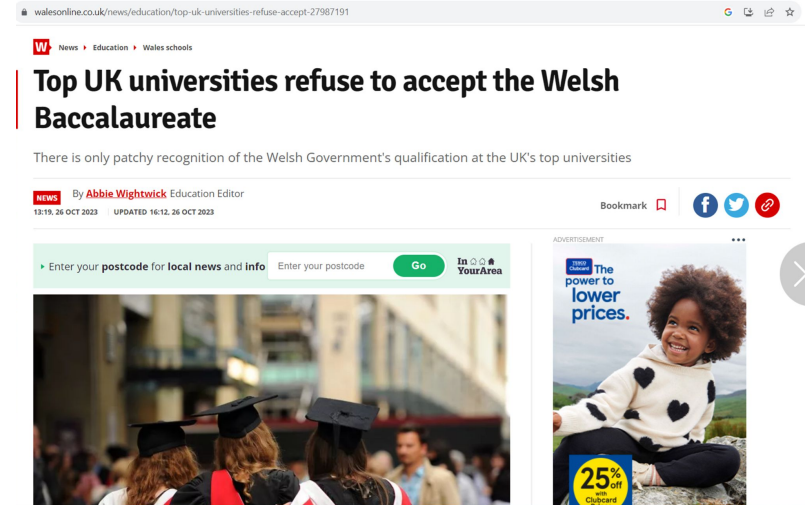 walesonline.co.uk/news/education/top-uk-universities-refuse-accept-27987191
G
W
News Education Wales schools
Top UK universities refuse to accept the Welsh
Baccalaureate
There is only patchy recognition of the Welsh Government's qualification at the UK's top universities
NEWS By Abbie Wightwick Education Editor
13:19, 26 OCT 2023 UPDATED 16:12, 26 OCT 2023
Bookmark
f
Enter your postcode for local news and info
Enter your postcode
Go
In
YourArea
ADVERTISEMENT
TESCO
Clubcard
The
power to
lower
prices.
25%
off
with
Clubcard